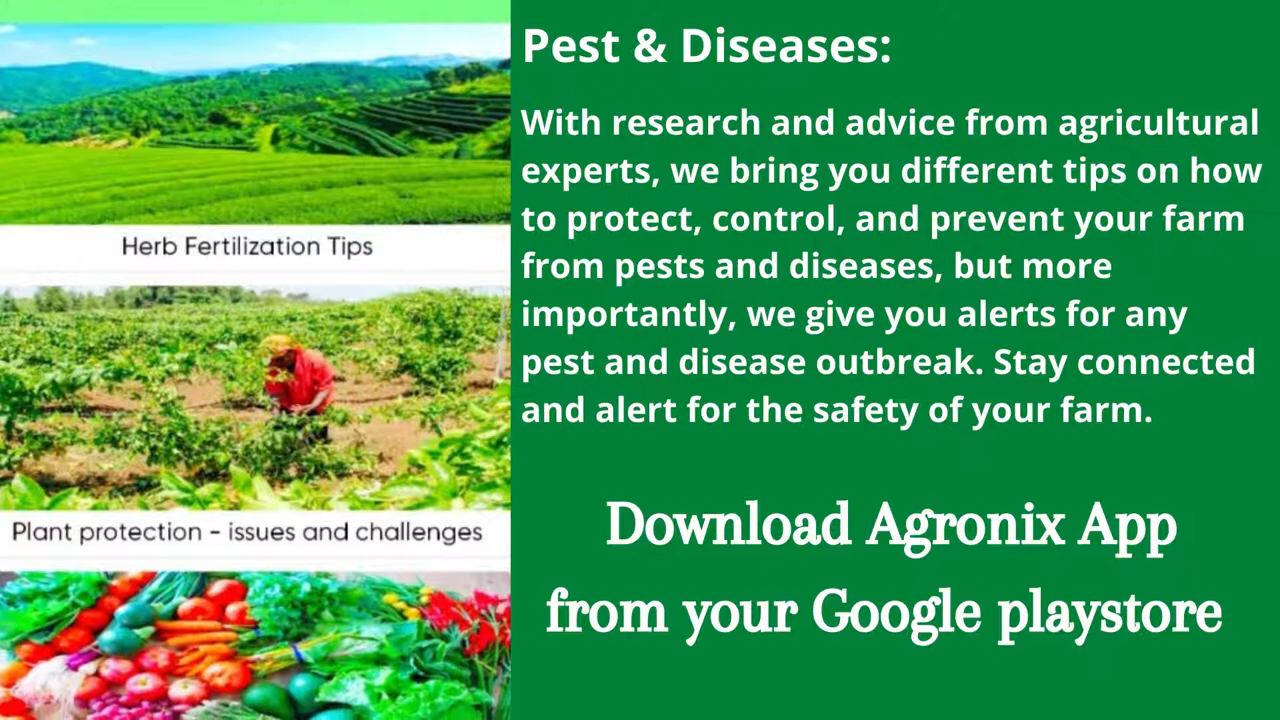 Herb Fertilization Tips
Plant protection - issues and challenges
Pest & Diseases:
With research and advice from agricultural
experts, we bring you different tips on how
to protect, control, and prevent your farm
from pests and diseases, but more
importantly, we give you alerts for any
pest and disease outbreak. Stay connected
and alert for the safety of your farm.
Download Agronix App
from your Google playstore